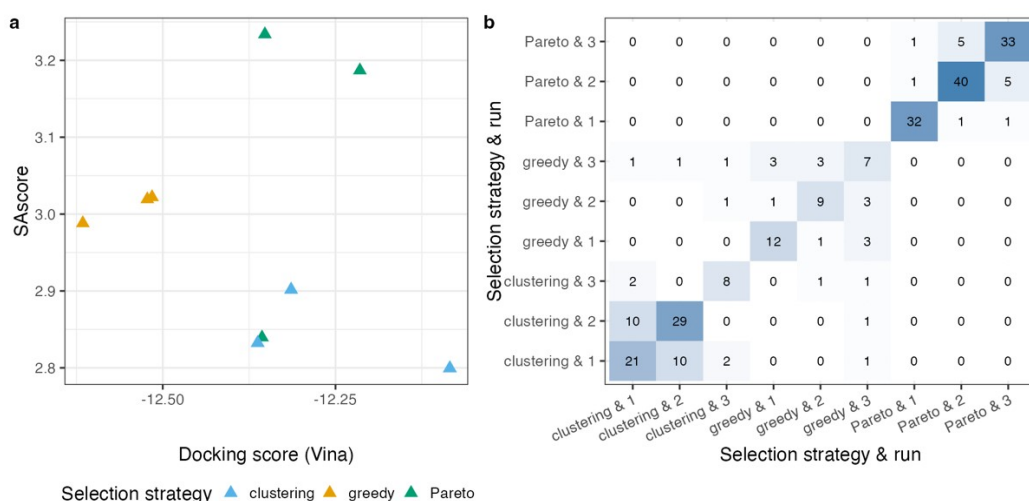 a
3.2
3.1
3.0
2.9
2.8
SAscore
-12.50 -12.25
Docking score (Vina)
Selection strategy clustering greedy Pareto
b
Selection strategy & run
Pareto & 3 0 0 0 0 0 0 1 5 33
Pareto & 2 0 0 0 0 0 0 1 40 5
Pareto & 1 0 0 0 0 0 0 32 1 1
greedy & 3 1 1 1 3 3 7 0 0 0
greedy & 2 0 0 1 1 9 3 0 0 0
greedy & 1 0 0 0 12 1 3 0 0 0
clustering & 3 2 0 8 0 1 1 0 0 0
clustering & 2 10 29 0 0 0 1 0 0 0
clustering & 1 21 10 2 0 0 1 0 0 0
clustering & 1 clustering & 2 clustering & 3 greedy & 1 greedy & 2 greedy & 3 Pareto & 1 Pareto & 2 Pareto & 3
Selection strategy & run